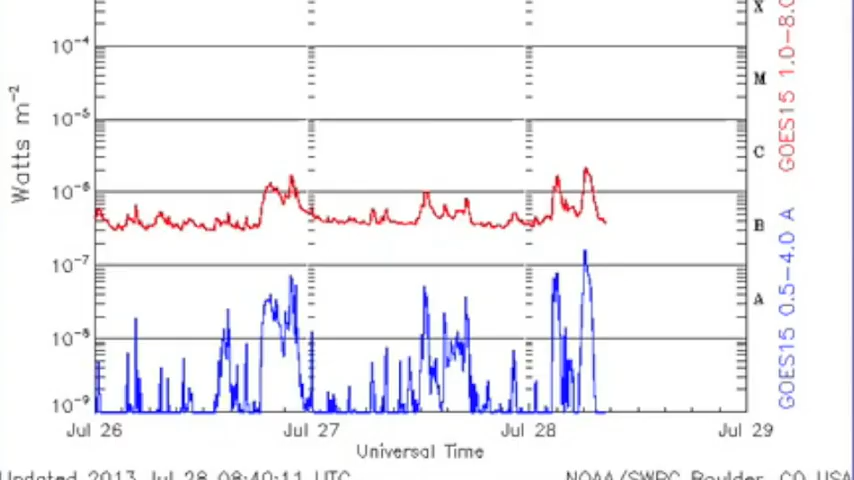 X
10⁻⁴
M
10⁻⁵
C
10⁻⁶
B
10⁻⁷
A
10⁻⁸
10⁻⁹
Watts m⁻²
GOES15 1.0-8.0
GOES15 0.5-4.0 A
Jul 26 Jul 27 Jul 28 Jul 29
Universal Time
Updated 2013 Jul 28 08:40:11 UTC NOAA/SWPC Boulder, CO USA